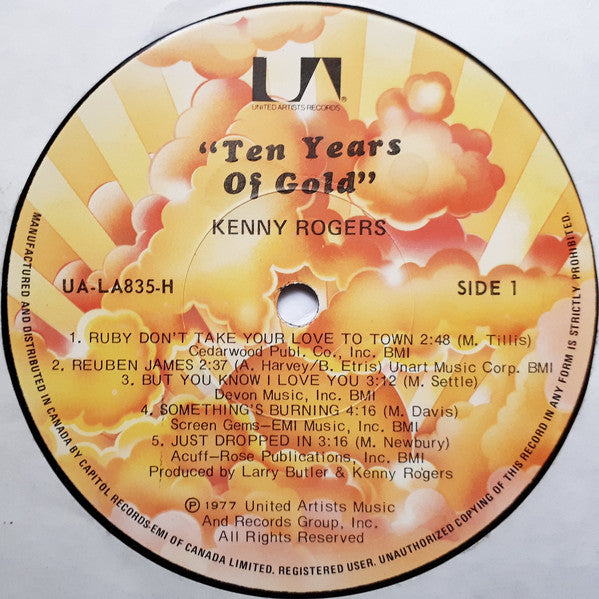 UA
UNITED ARTISTS RECORDS®
"Ten Years
Of Gold"
KENNY ROGERS
UA-LA835-H
SIDE 1
1. RUBY DON'T TAKE YOUR LOVE TO TOWN 2:48 (M. Tillis)
Cedarwood Publ. Co., Inc. BMI
2. REUBEN JAMES 2:37 (A. Harvey/B. Etris) Unart Music Corp. BMI
3. BUT YOU KNOW I LOVE YOU 3:12 (M. Settle)
Devon Music, Inc. BMI
4. SOMETHING'S BURNING 4:16 (M. Davis)
Screen Gems-EMI Music, Inc. BMI
5. JUST DROPPED IN 3:16 (M. Newbury)
Acuff-Rose Publications, Inc. BMI
Produced by Larry Butler & Kenny Rogers
℗ 1977 United Artists Music
And Records Group, Inc.
All Rights Reserved
MANUFACTURED AND DISTRIBUTED IN CANADA BY CAPITOL RECORDS-EMI OF CANADA LIMITED. REGISTERED USER. UNAUTHORIZED COPYING OF THIS RECORD IN ANY FORM IS STRICTLY PROHIBITED.